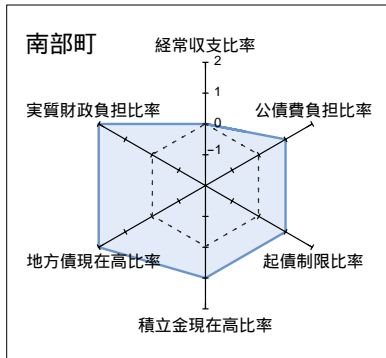 南部町
経常収支比率
2
1
0
−1
実質財政負担比率
公債費負担比率
地方債現在高比率
起債制限比率
積立金現在高比率